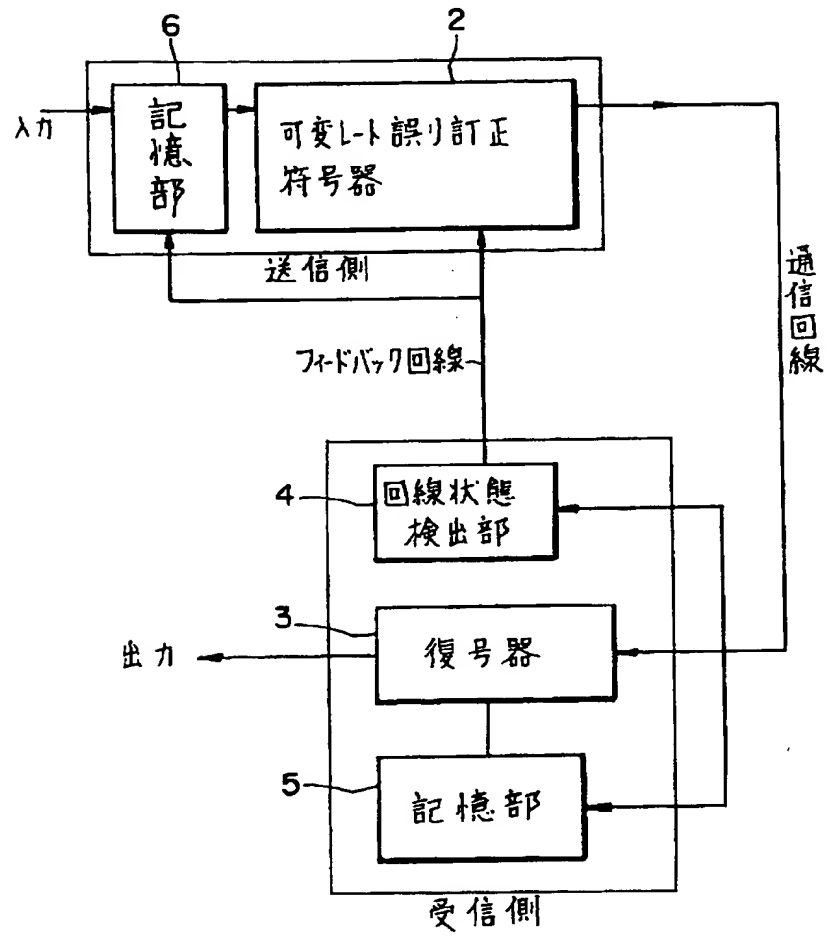 6
2
入力
記憶部
可変レート誤り訂正
符号器
送信側
通信回線
フィードバック回線
4
回線状態
検出部
3
復号器
出力
5
記憶部
受信側